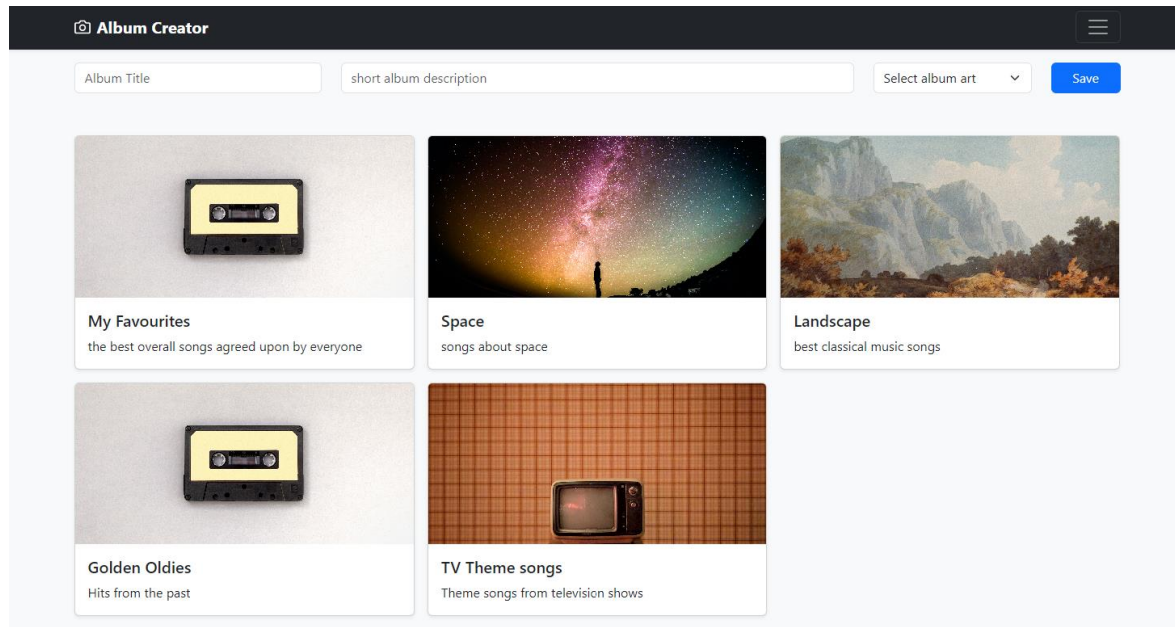 Album Creator
Album Title
short album description
Select album art
Save
My Favourites
the best overall songs agreed upon by everyone
Space
songs about space
Landscape
best classical music songs
Golden Oldies
Hits from the past
TV Theme songs
Theme songs from television shows